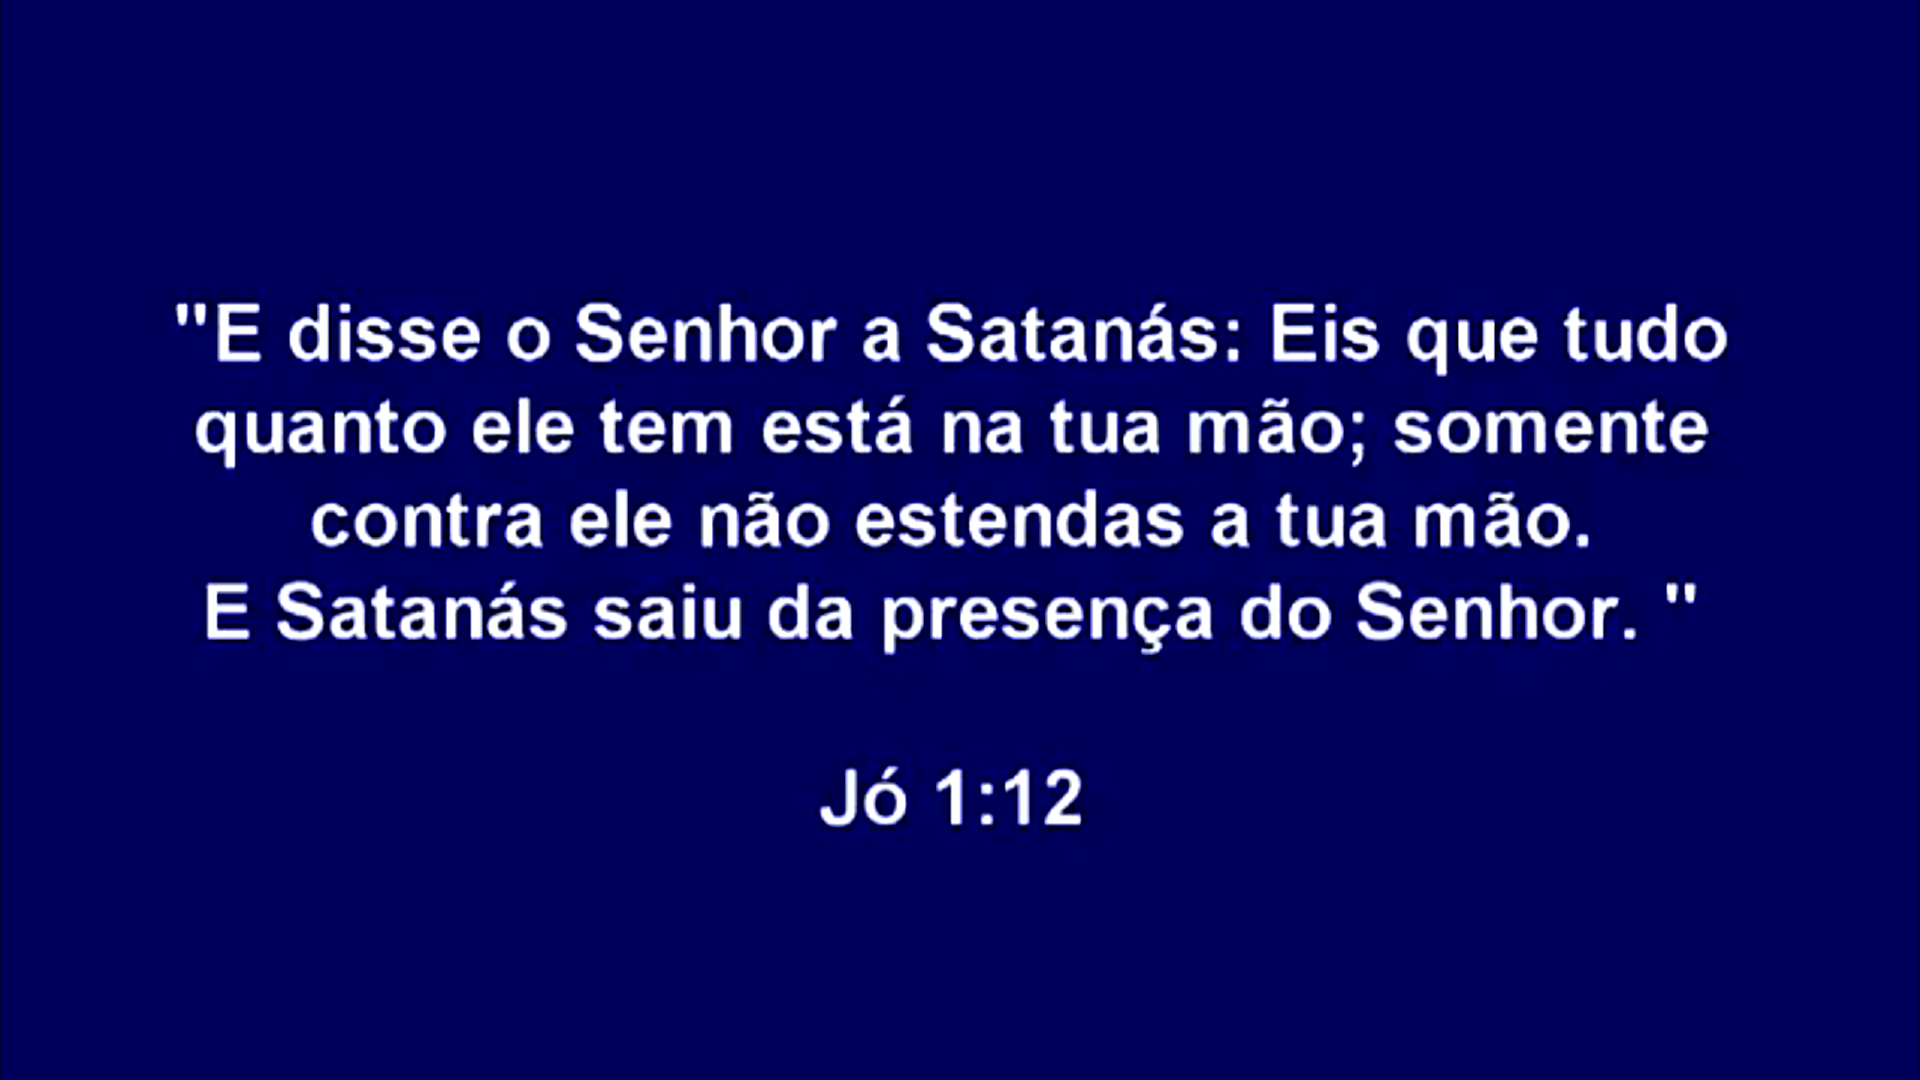 "E disse o Senhor a Satanás: Eis que tudo
quanto ele tem está na tua mão; somente
contra ele não estendas a tua mão.
E Satanás saiu da presença do Senhor. "
Jó 1:12